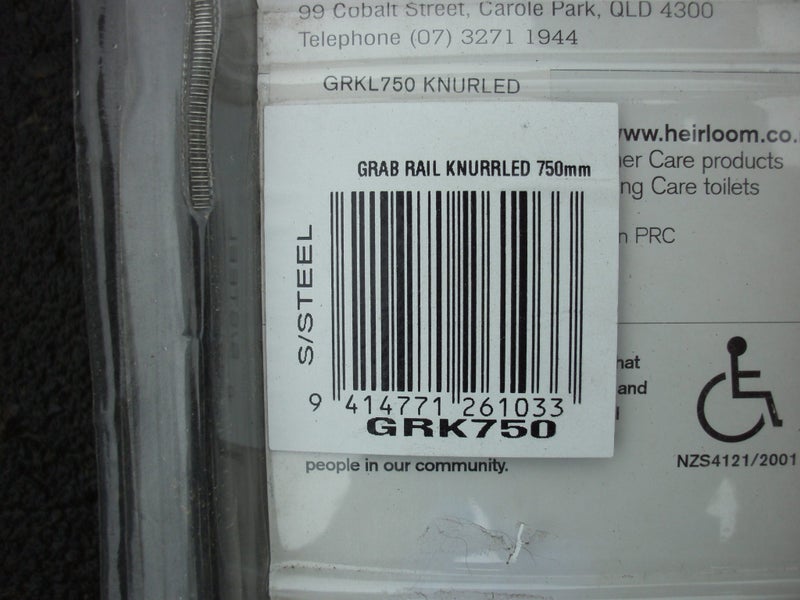 99 Cobalt Street, Carole Park, QLD 4300
Telephone (07) 3271 1944
GRKL750 KNURLED
www.heirloom.co.
GRAB RAIL KNURRLED 750mm
Care products
Care toilets
PRC
S/STEEL
and
9 414771 261033
GRK750
people in our community.
NZS4121/2001